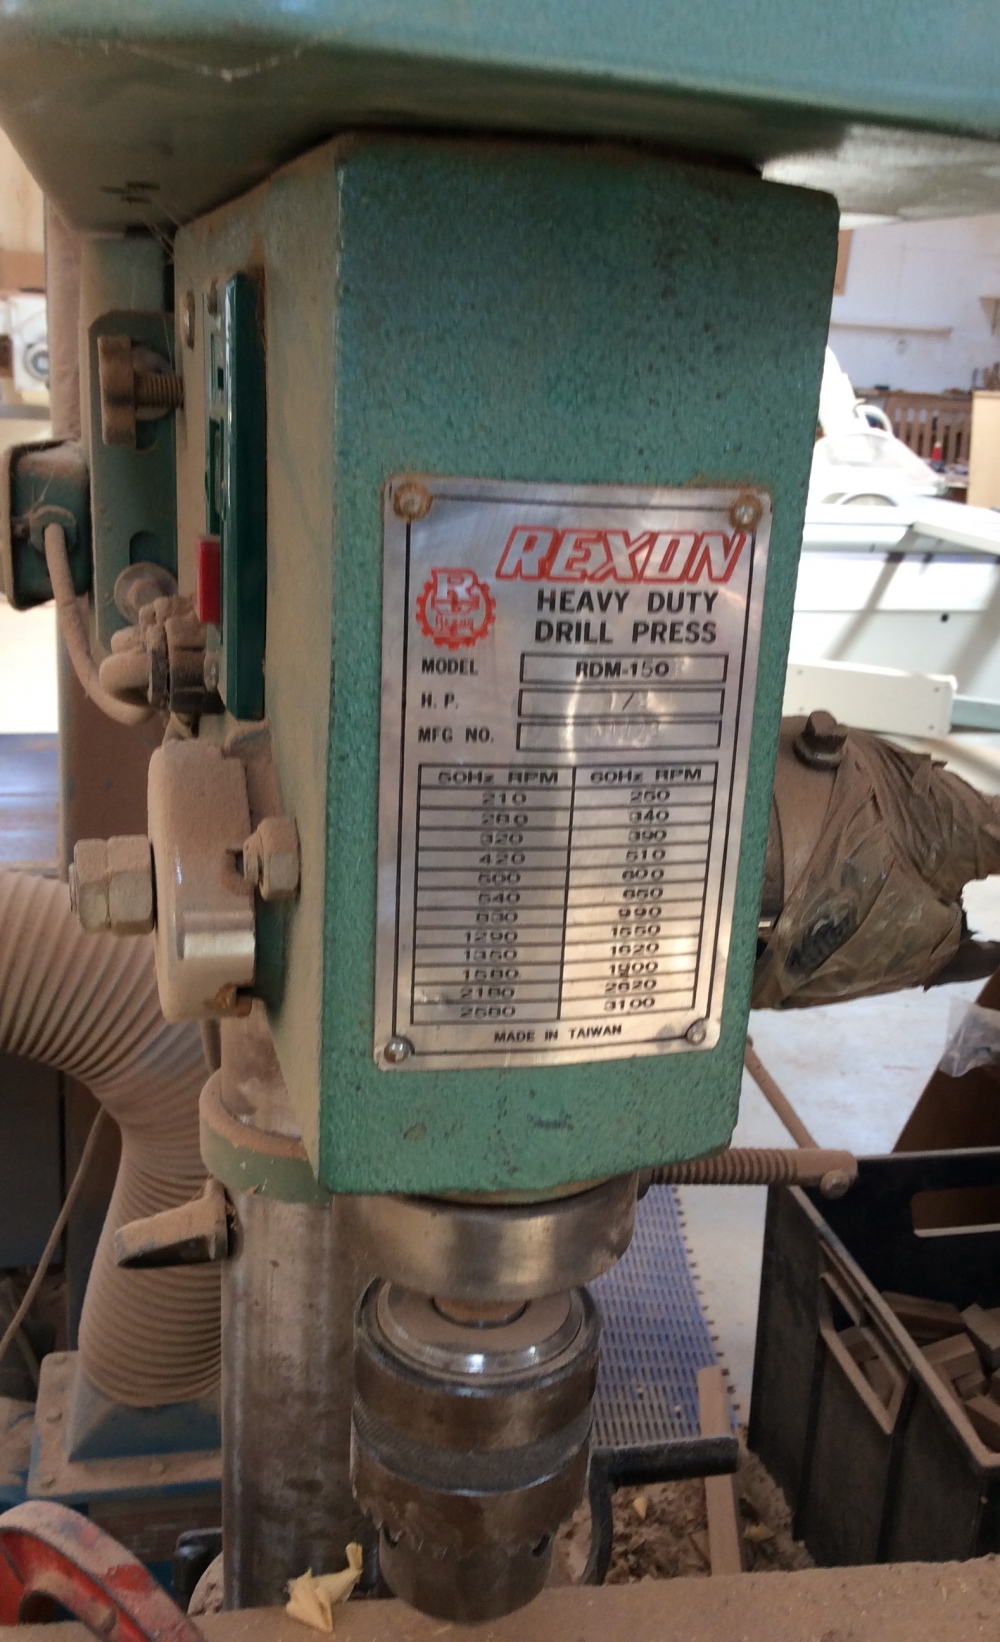 REXON
R
REXON
HEAVY DUTY
DRILL PRESS
MODEL RDM-150
H. P.
MFG NO.
50Hz RPM 60Hz RPM
210 250
280 340
320 390
420 510
500 600
540 650
830 990
1290 1550
1350 1620
1580 1900
2180 2620
2580 3100
MADE IN TAIWAN